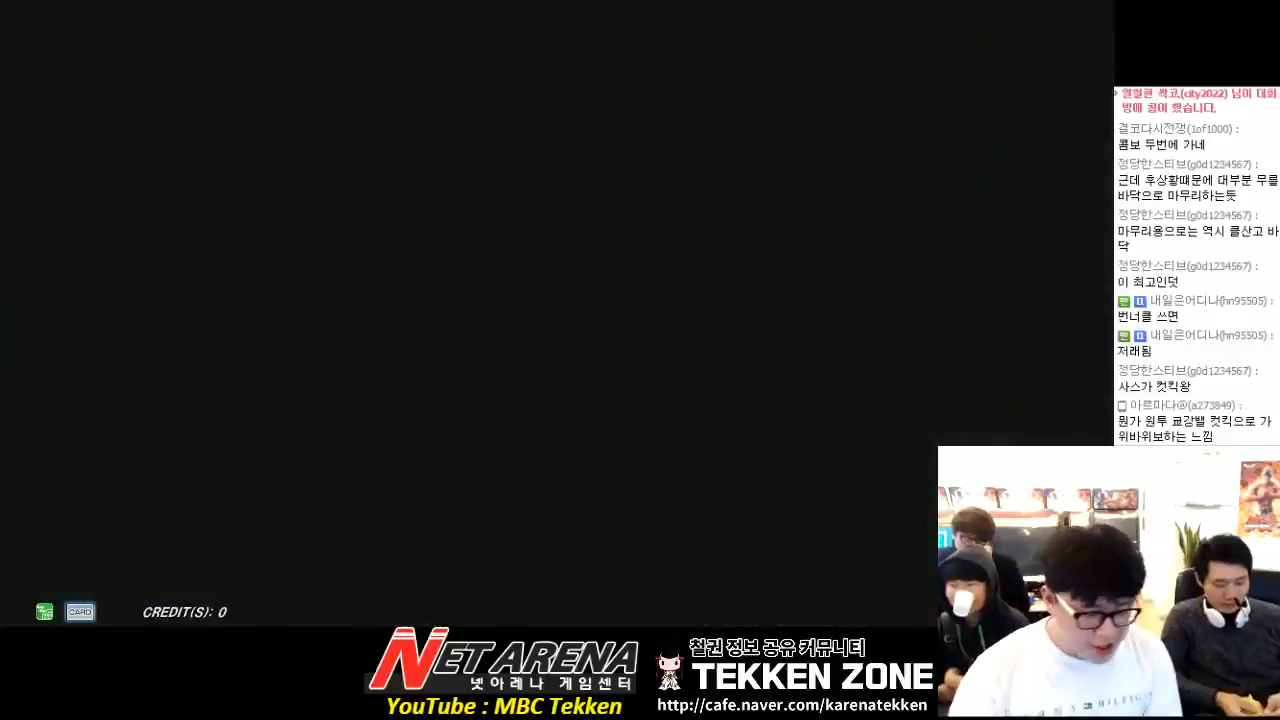 열혈팬 싹고.(city2022) 님이 대화
방에 참여 했습니다.
결코다시전쟁(1of1000) :
콤보 두번에 가네
정당한스티브(g0d1234567) :
근데 후상황떄문에 대부분 무릎
바닥으로 마무리하는듯
정당한스티브(g0d1234567) :
마무리용으로는 역시 클산고 바
닥
정당한스티브(g0d1234567) :
이 최고인덧
내일은어디나(hn95505) :
번너클 쓰면
내일은어디나(hn95505) :
저래됨
정당한스티브(g0d1234567) :
사스가 컷킥왕
마르마다@(a273849) :
뭔가 원투 쿄강밸 컷킥으로 가
위바위보하는 느낌
CARD
CREDIT(S): 0
NET ARENA
넷아레나 게임센터
YouTube : MBC Tekken
철권 정보 공유 커뮤니티
TEKKEN ZONE
http://cafe.naver.com/karenatekken